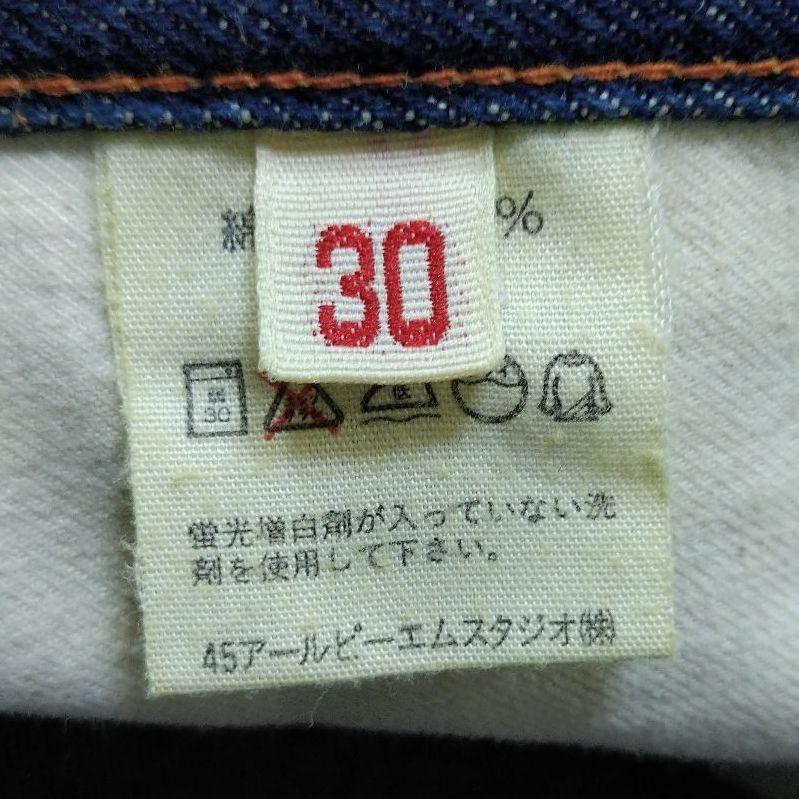 綿 %
30
30
低
蛍光増白剤が入っていない洗
剤を使用して下さい。
45アールピーエムスタジオ㈱